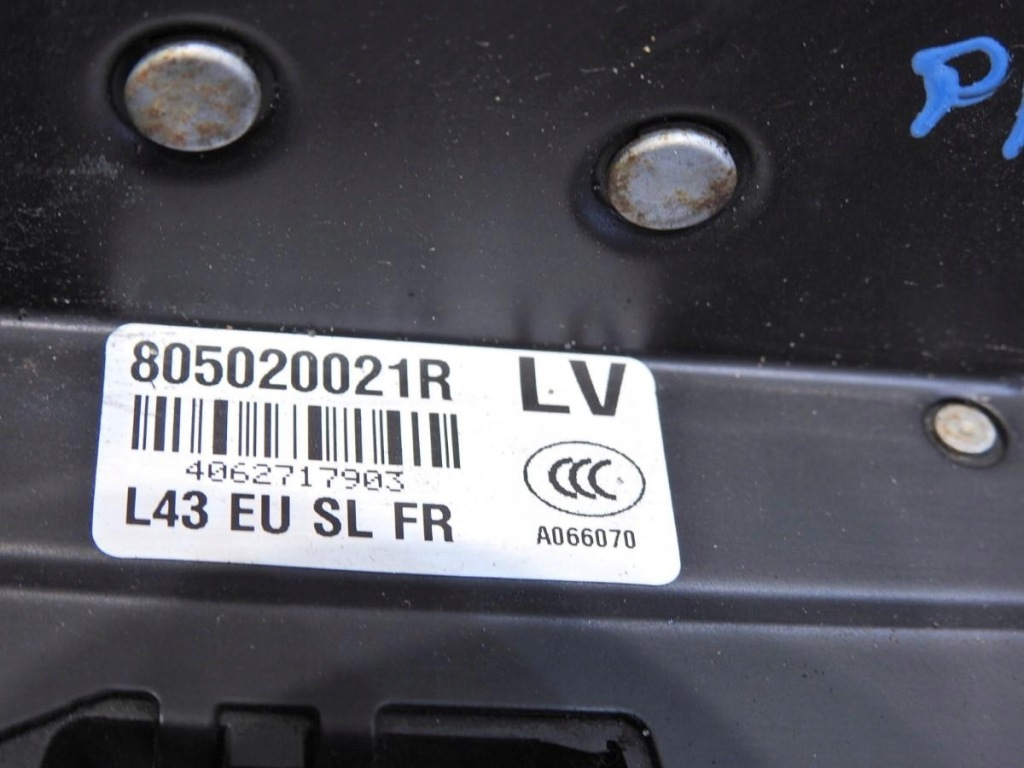 805020021R LV
4062717903
L43 EU SL FR
CCC
A066070